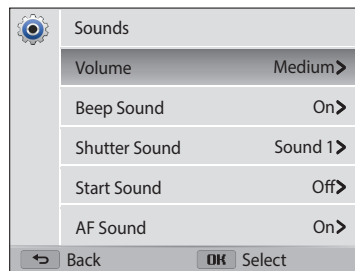 Sounds
Volume Medium
Beep Sound On
Shutter Sound Sound 1
Start Sound Off
AF Sound On
Back OK Select